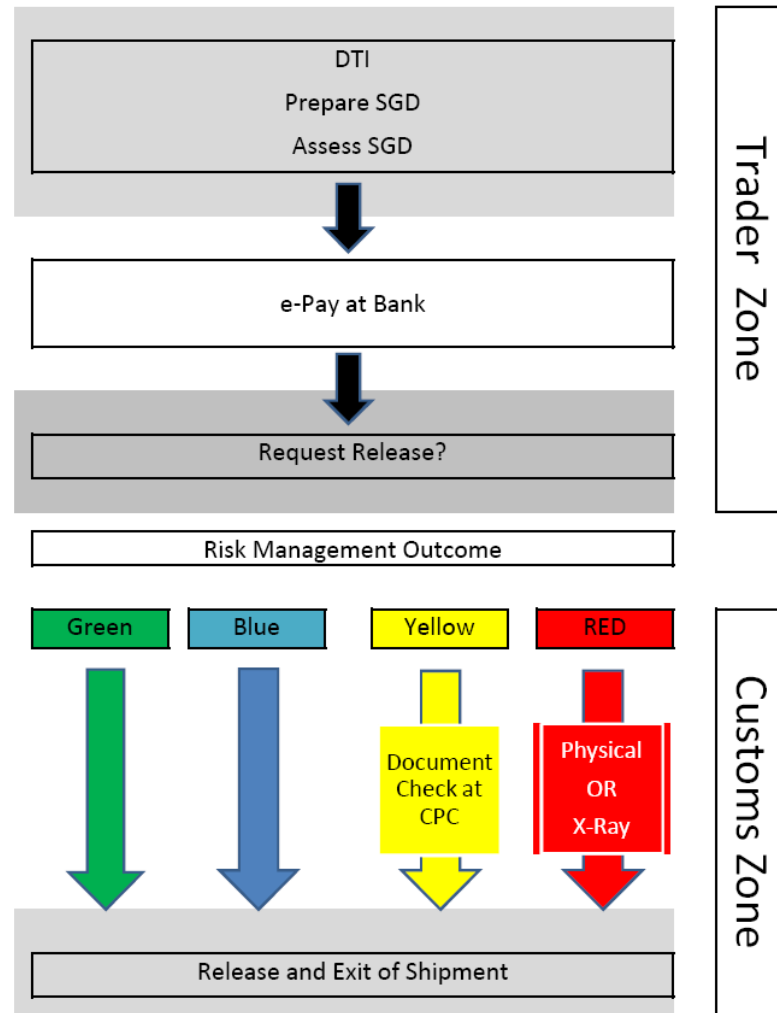 DTI
Prepare SGD
Assess SGD
e-Pay at Bank
Request Release?
Trader Zone
Risk Management Outcome
Green
Blue
Yellow
RED
Document
Check at
CPC
Physical
OR
X-Ray
Customs Zone
Release and Exit of Shipment